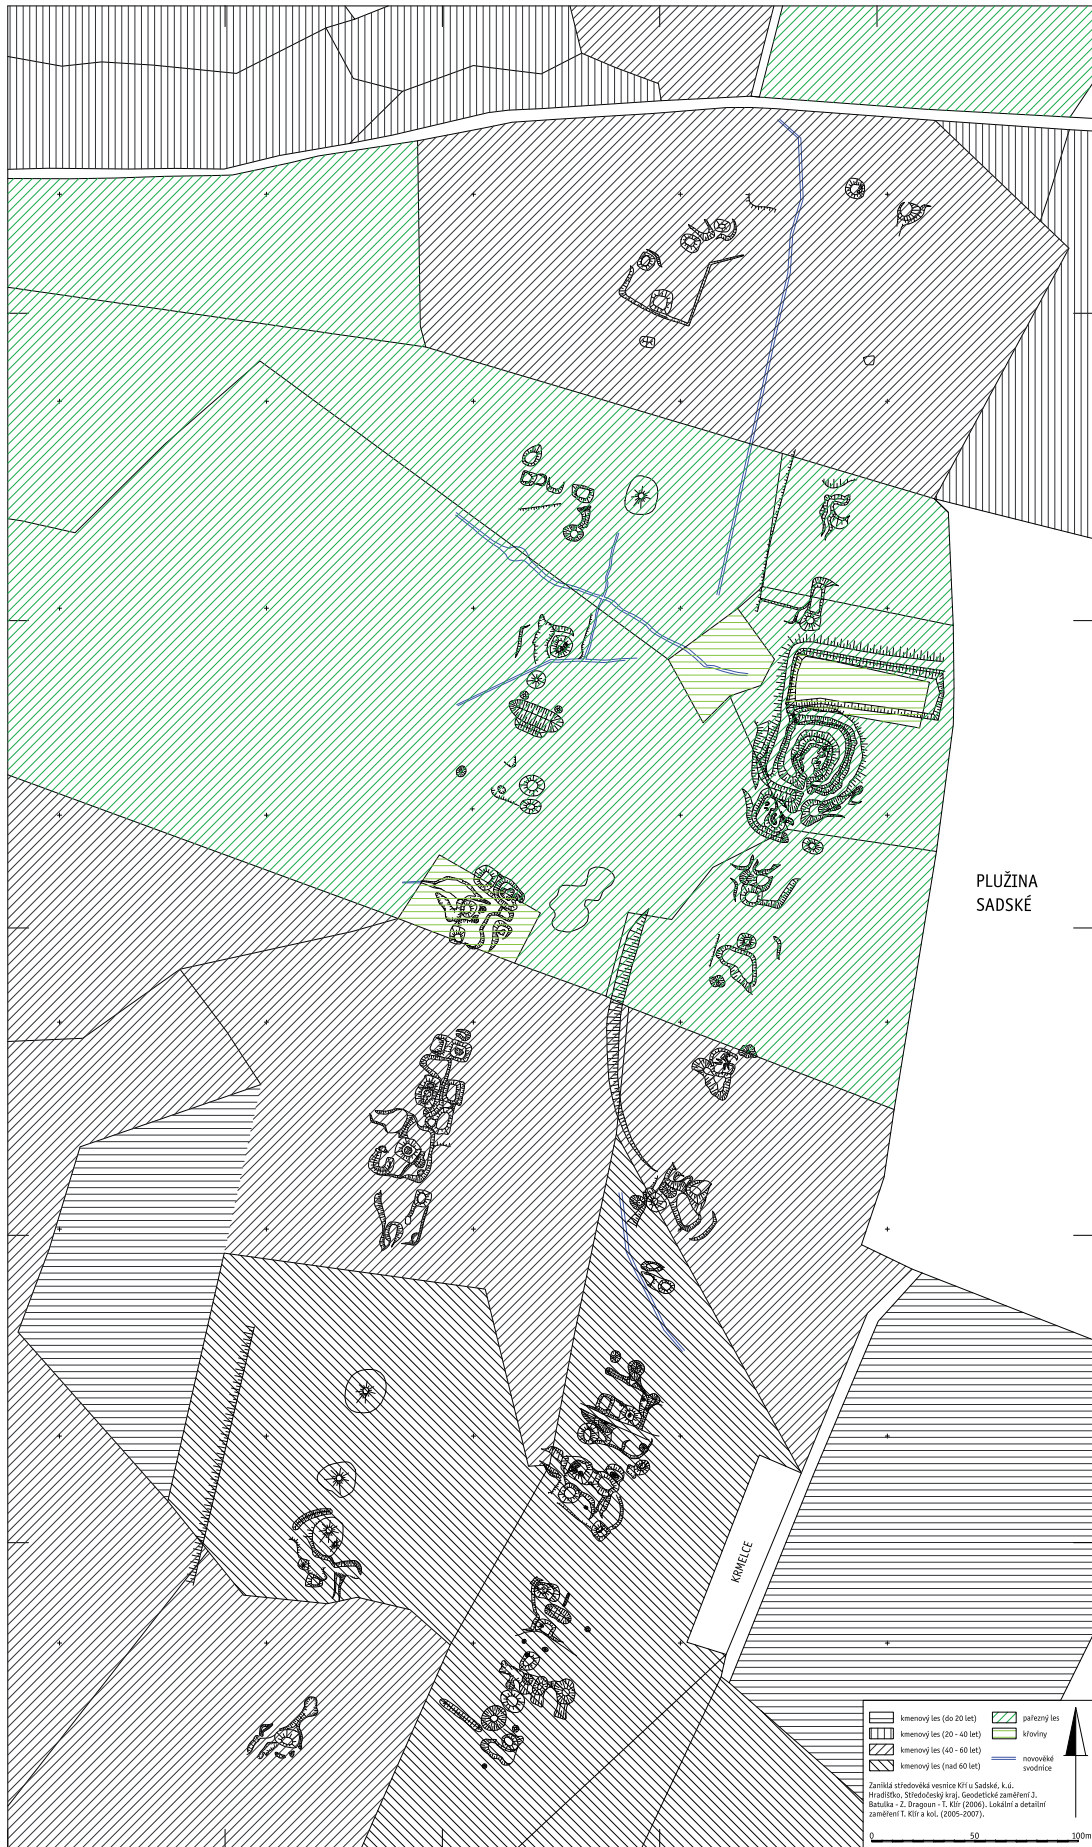 PLUŽINA
SADSKÉ
KRMELCE
kmenový les (do 20 let)
kmenový les (20 - 40 let)
kmenový les (40 - 60 let)
kmenový les (nad 60 let)
pařezný les
křoviny
novověké
svodnice
Zaniklá středověká vesnice Kří u Sadské, k.ú.
Hradišťko, Středočeský kraj. Geodetické zaměření J.
Batulka - Z. Dragoun - T. Klír (2006). Lokální a detailní
zaměření T. Klír a kol. (2005-2007).
0 50 100m